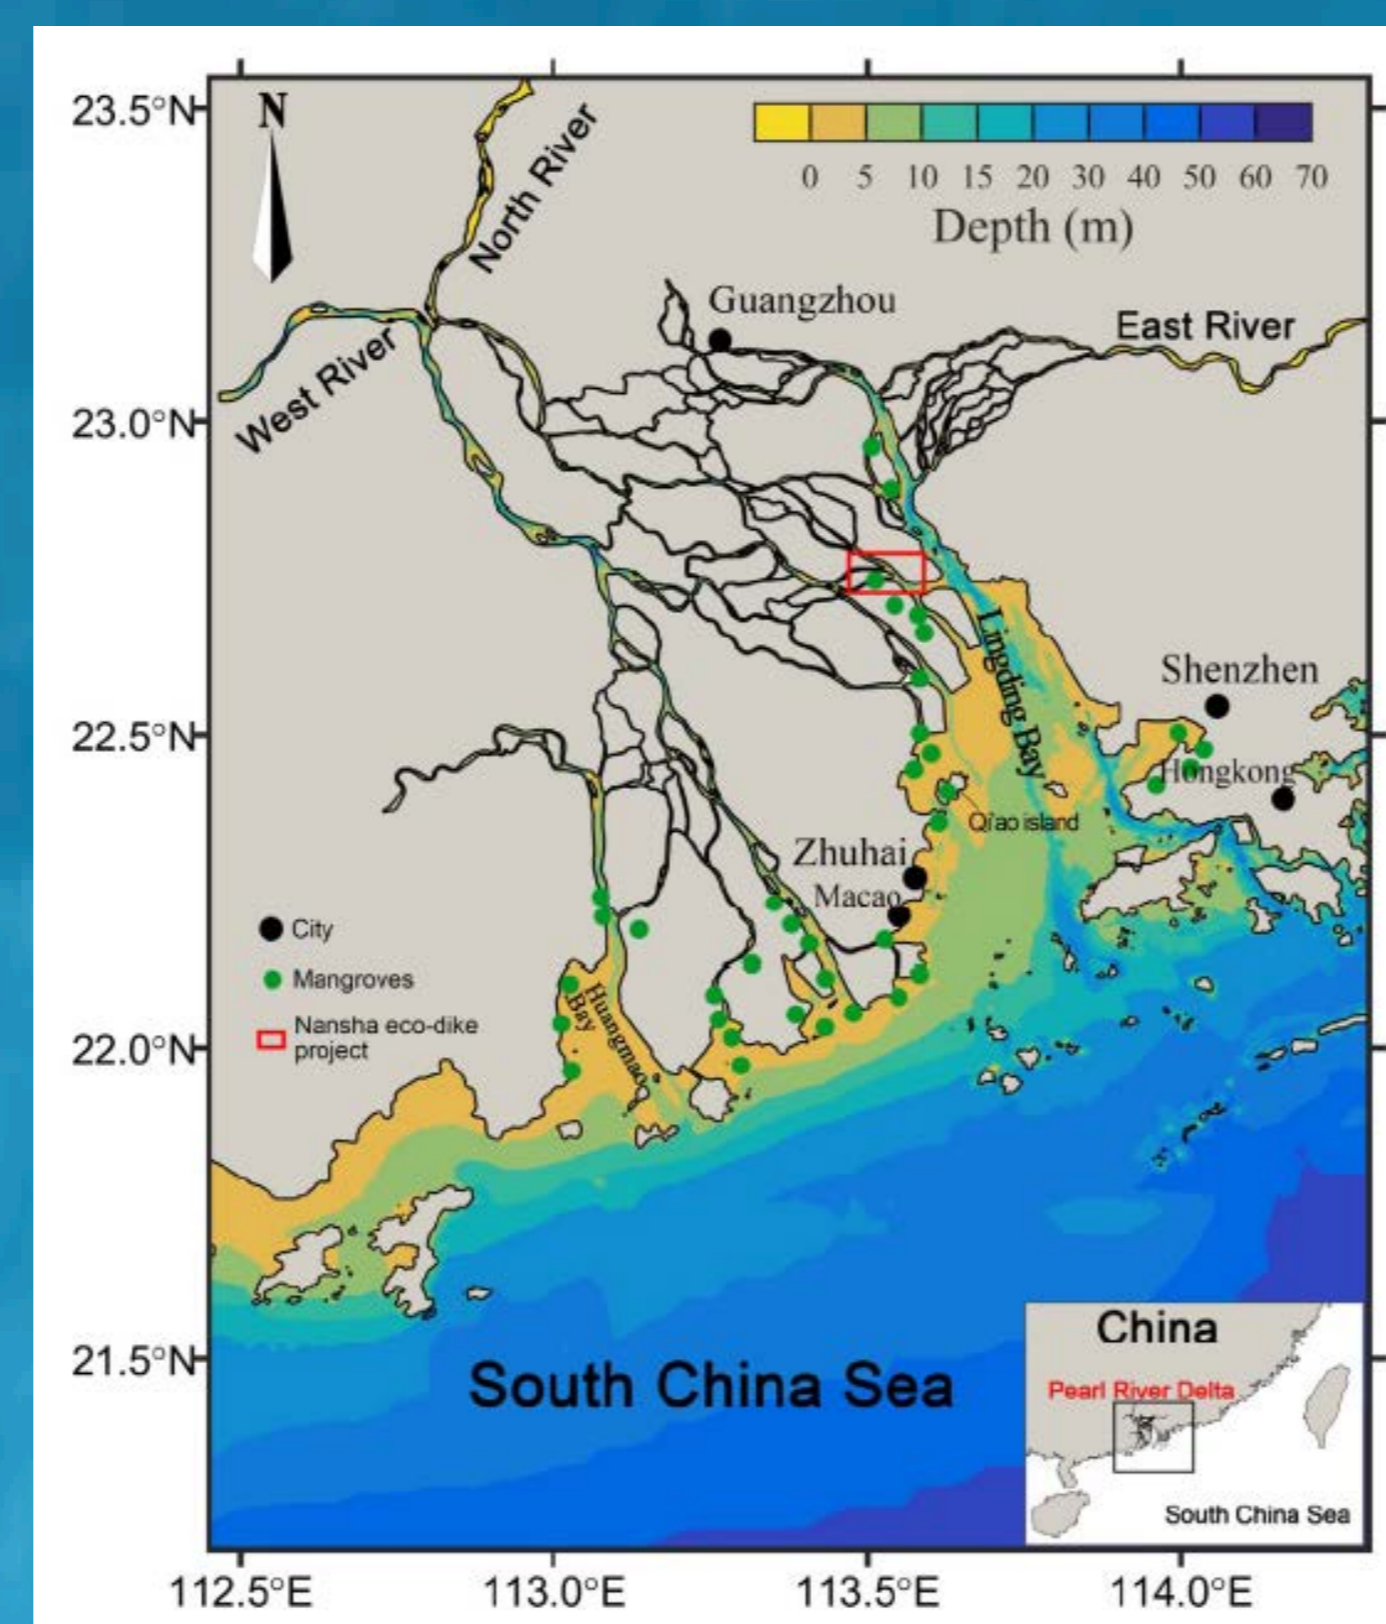 23.5°N
23.0°N
22.5°N
22.0°N
21.5°N
N
North River
0 5 10 15 20 30 40 50 60 70
Depth (m)
Guangzhou
East River
West River
Lingding Bay
Shenzhen
Hongkong
Qi'ao island
Zhuhai
Macao
City
Mangroves
Nansha eco-dike
project
Huangmao
Bay
South China Sea
China
Pearl River Delta
South China Sea
112.5°E 113.0°E 113.5°E 114.0°E